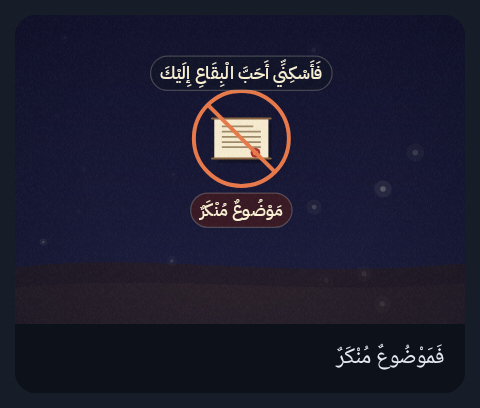 فَأَسْكِنِّي أَحَبَّ الْبِقَاعِ إِلَيْكَ
مَوْضُوعٌ مُنْكَرٌ
فَمَوْضُوعٌ مُنْكَرٌ